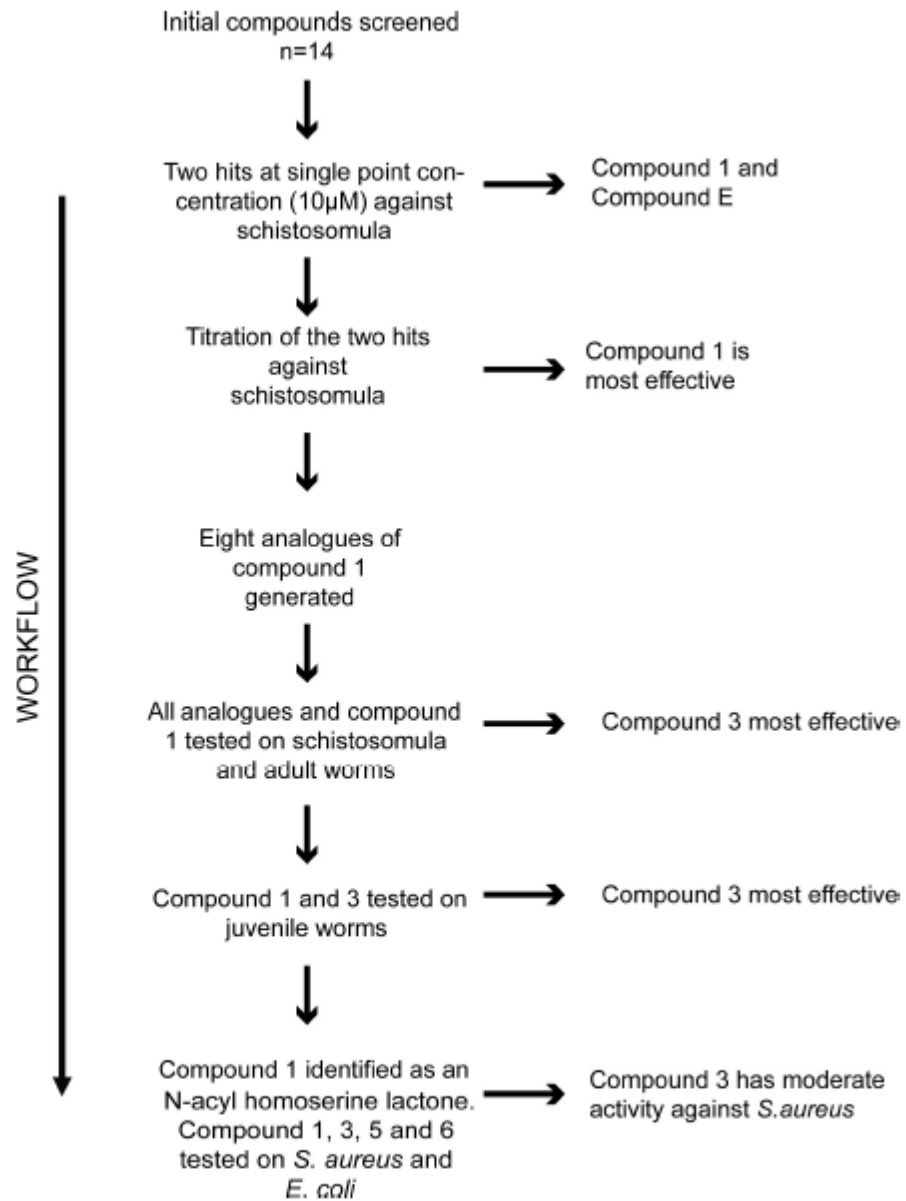 Initial compounds screened
n=14
Two hits at single point con-
centration (10µM) against
schistosomula
Compound 1 and
Compound E
Titration of the two hits
against
schistosomula
Compound 1 is
most effective
Eight analogues of
compound 1
generated
All analogues and compound
1 tested on schistosomula
and adult worms
Compound 3 most effective
Compound 1 and 3 tested on
juvenile worms
Compound 3 most effective
Compound 1 identified as an
N-acyl homoserine lactone.
Compound 1, 3, 5 and 6
tested on S. aureus and
E. coli
Compound 3 has moderate
activity against S.aureus
WORKFLOW